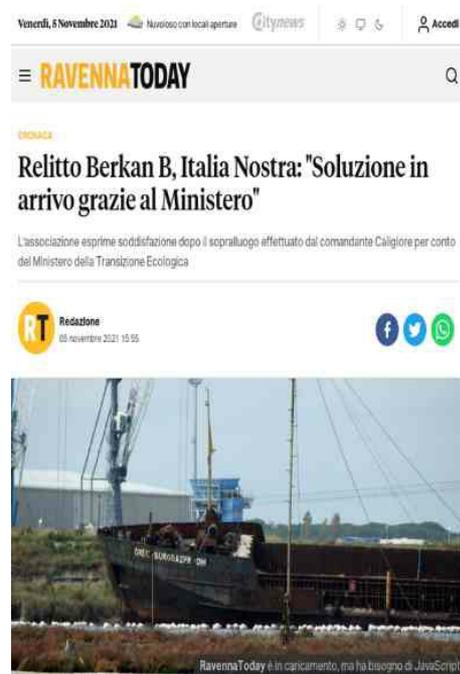 Venerdì, 5 Novembre 2021 Nuvoloso con locali aperture Citynews Accedi
RAVENNATODAY
CRONACA
Relitto Berkan B, Italia Nostra: "Soluzione in
arrivo grazie al Ministero"
L'associazione esprime soddisfazione dopo il sopralluogo effettuato dal comandante Caligiore per conto
del Ministero della Transizione Ecologica
RT
Redazione
05 novembre 2021 15:55
RavennaToday è in caricamento, ma ha bisogno di JavaScript